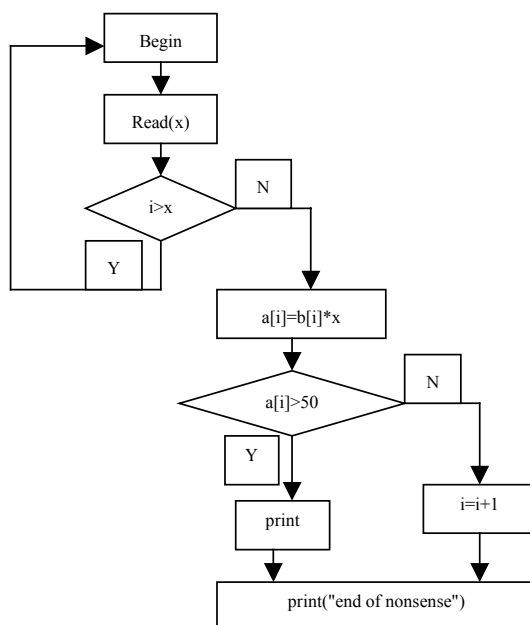 Begin
Read(x)
i>x
N
Y
a[i]=b[i]*x
a[i]>50
N
Y
print
i=i+1
print("end of nonsense")